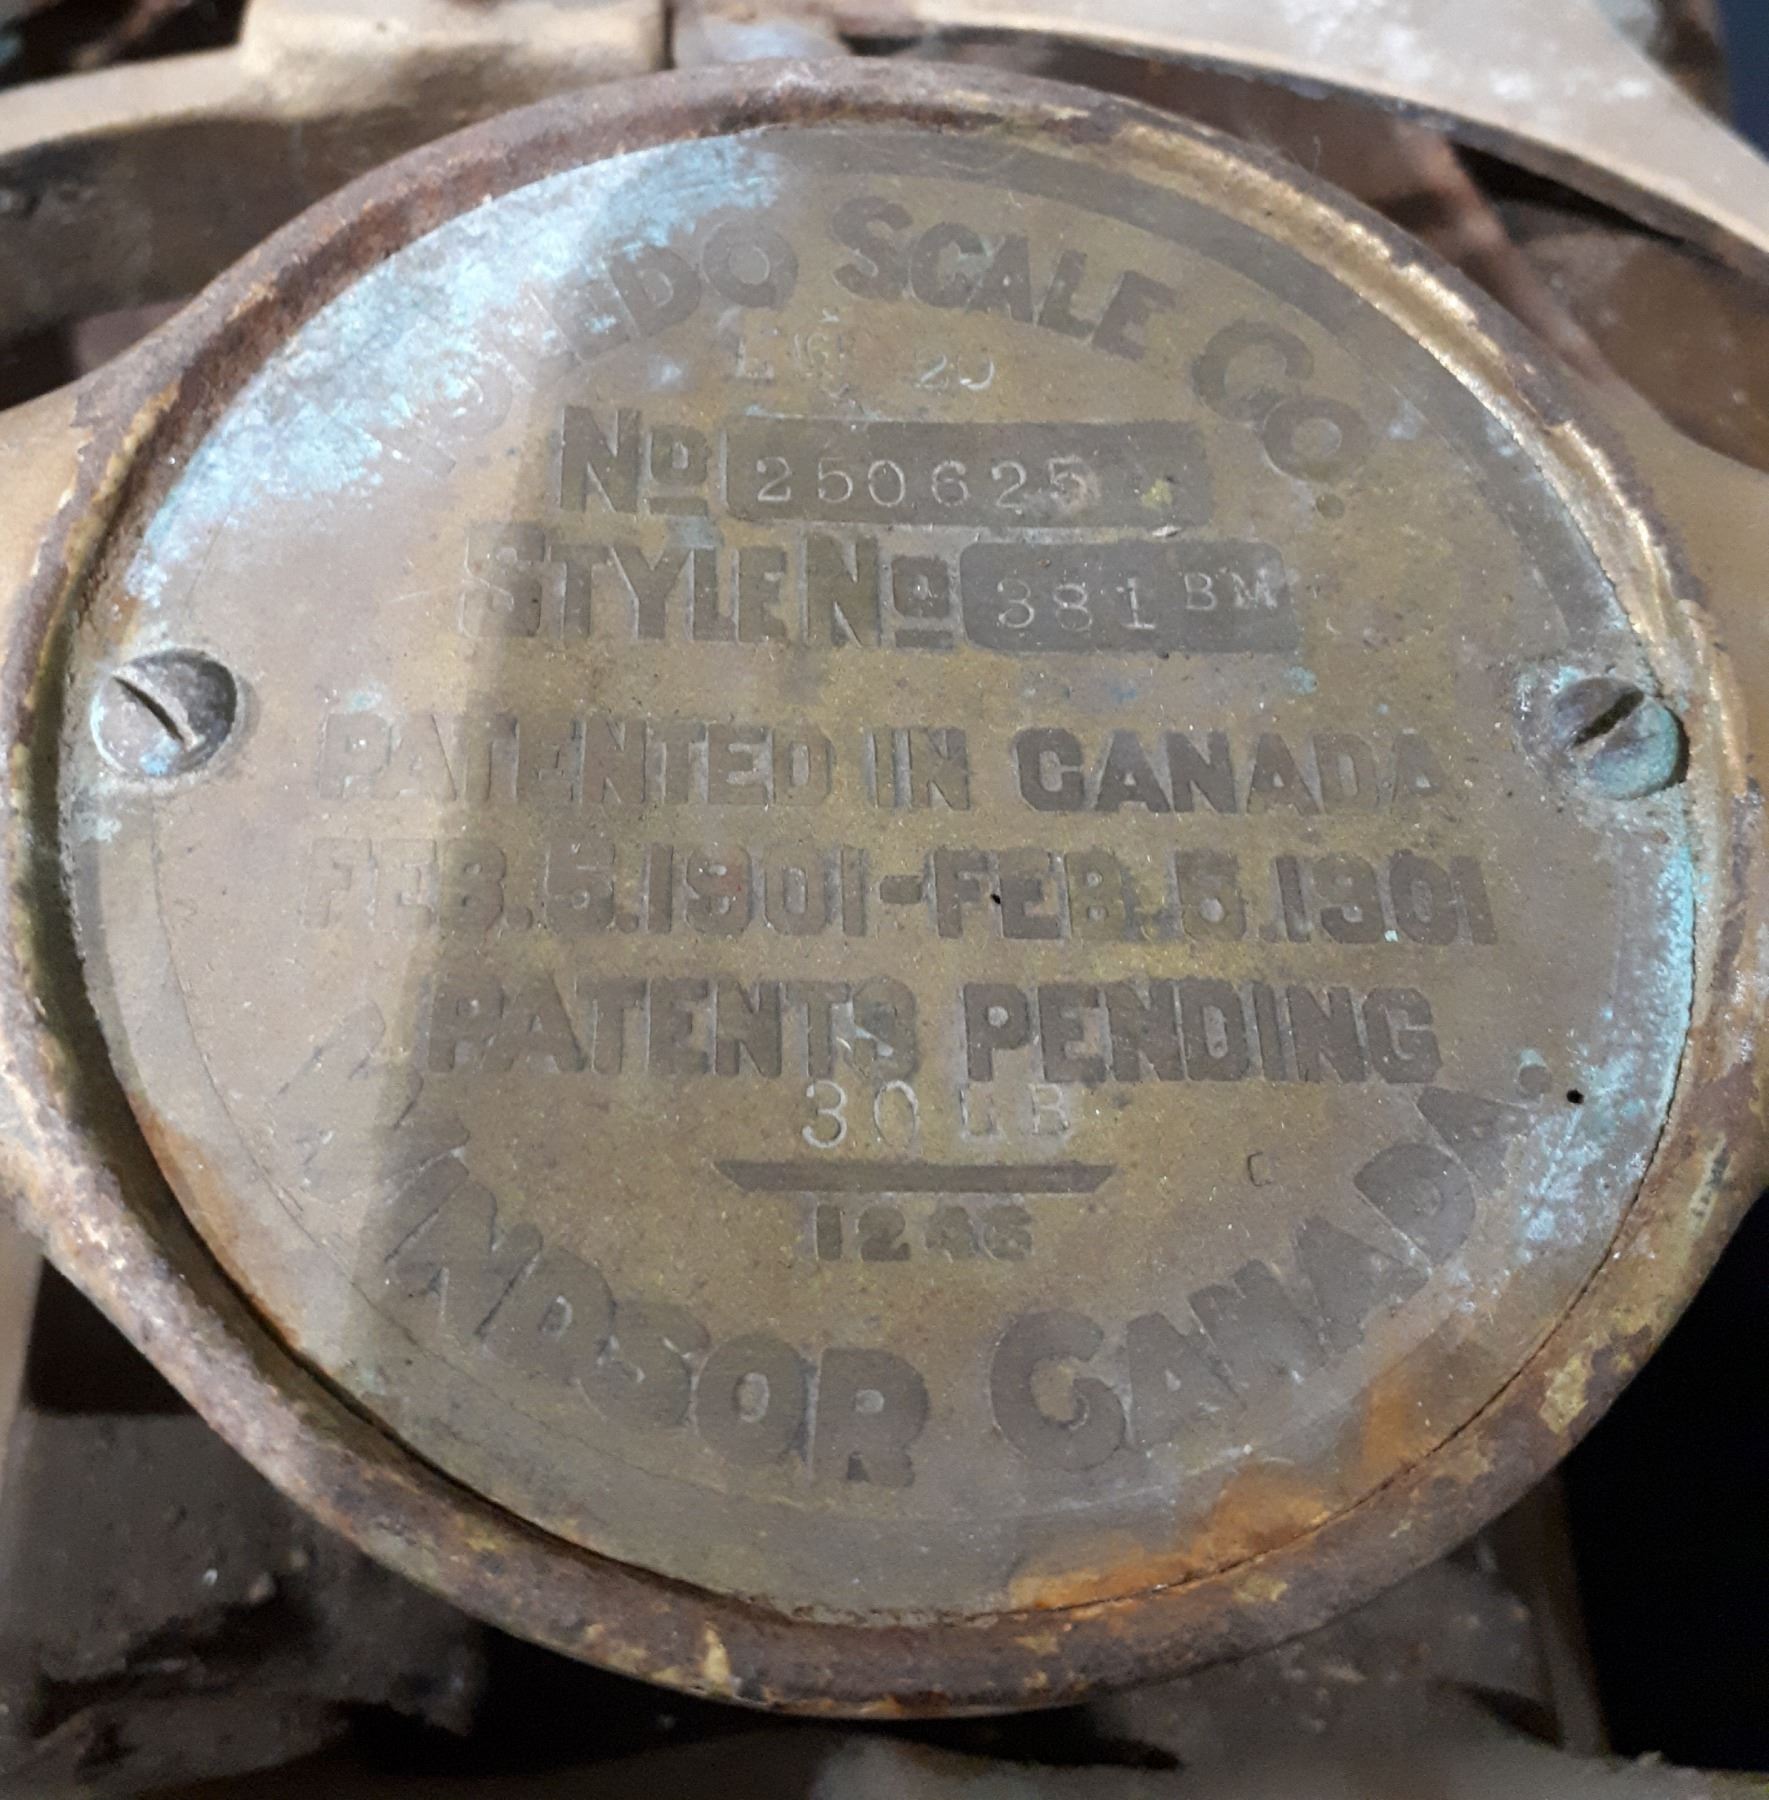 TOLEDO SCALE CO.
No 250625
STYLE No 381 BM
PATENTED IN CANADA
FEB.5.1901-FEB.5.1901
PATENTS PENDING
30 LB
WINDSOR CANADA.